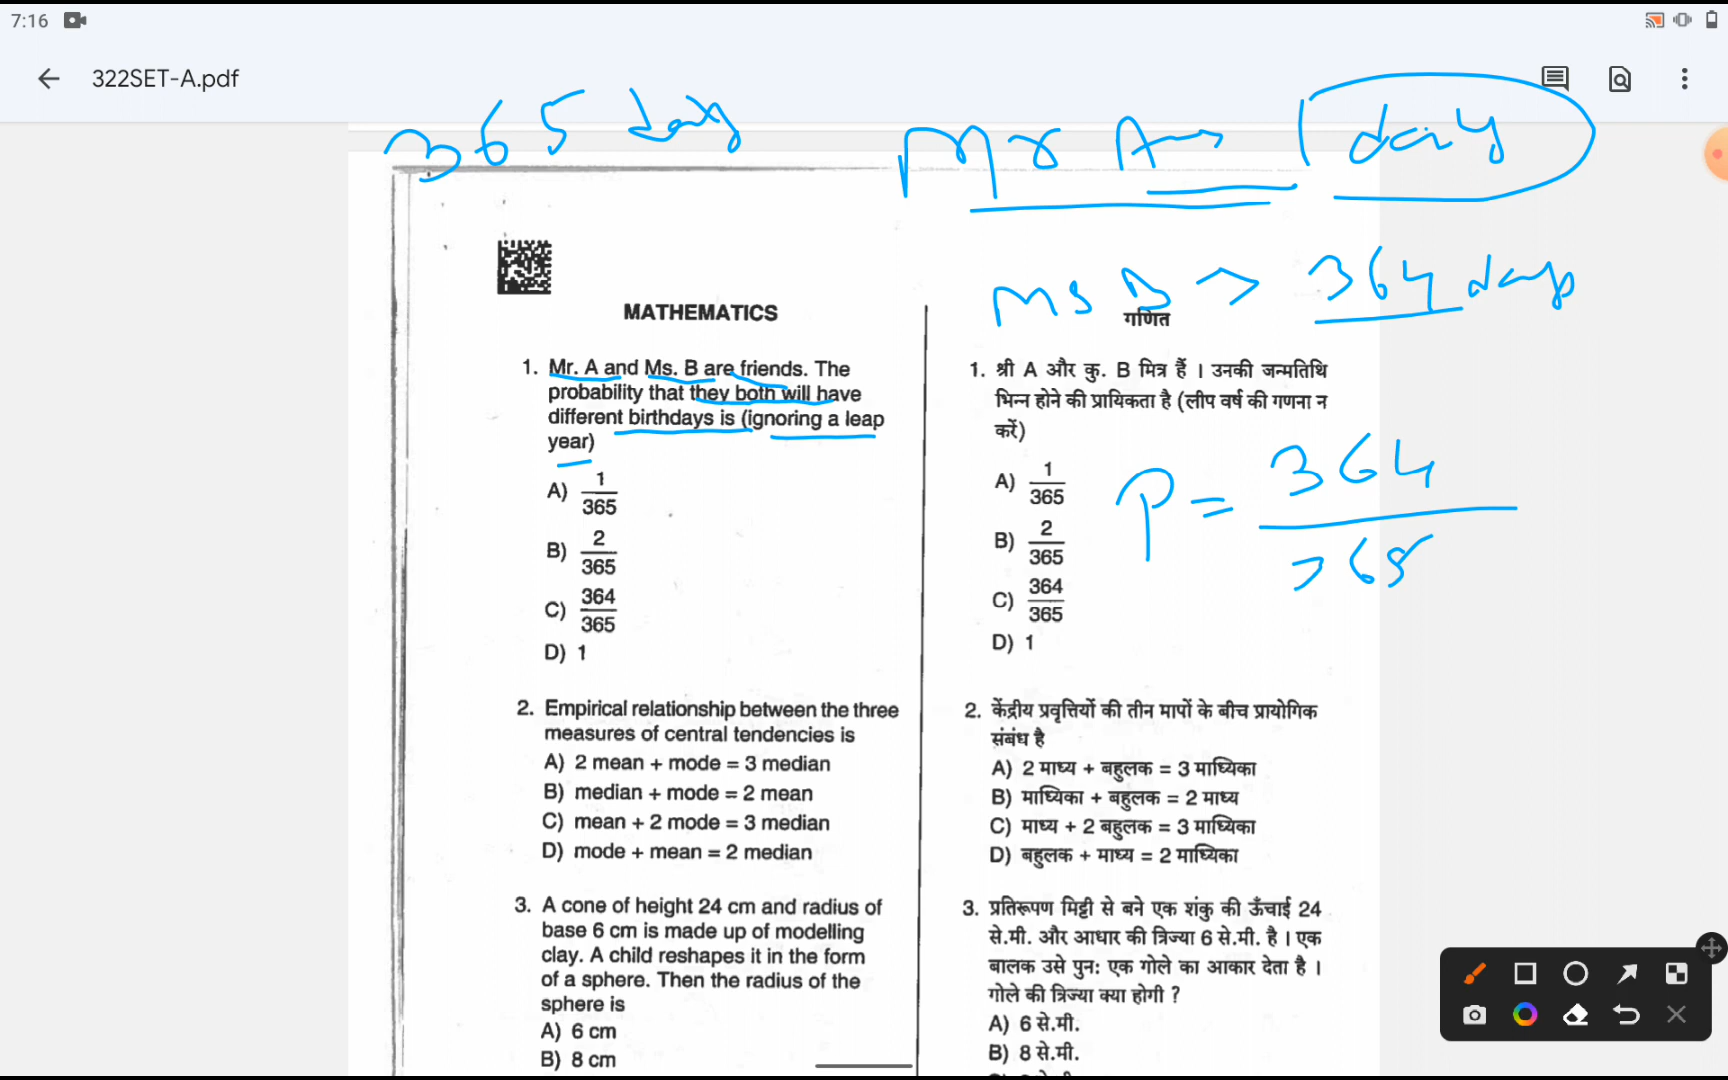 7:16
322SET-A.pdf
365 days
Mr A → 1 day
Ms B → 364 days
MATHEMATICS
1. Mr. A and Ms. B are friends. The
probability that they both will have
different birthdays is (ignoring a leap
year)
A) 1/365
B) 2/365
C) 364/365
D) 1
2. Empirical relationship between the three
measures of central tendencies is
A) 2 mean + mode = 3 median
B) median + mode = 2 mean
C) mean + 2 mode = 3 median
D) mode + mean = 2 median
3. A cone of height 24 cm and radius of
base 6 cm is made up of modelling
clay. A child reshapes it in the form
of a sphere. Then the radius of the
sphere is
A) 6 cm
B) 8 cm
गणित
1. श्री A और कु. B मित्र हैं । उनकी जन्मतिथि
भिन्न होने की प्रायिकता है (लीप वर्ष की गणना न
करें)
A) 1/365
B) 2/365
C) 364/365
D) 1
P = 364/365
2. केंद्रीय प्रवृत्तियों की तीन मापों के बीच प्रायोगिक
संबंध है
A) 2 माध्य + बहुलक = 3 माध्यिका
B) माध्यिका + बहुलक = 2 माध्य
C) माध्य + 2 बहुलक = 3 माध्यिका
D) बहुलक + माध्य = 2 माध्यिका
3. प्रतिरूपण मिट्टी से बने एक शंकु की ऊँचाई 24
से.मी. और आधार की त्रिज्या 6 से.मी. है । एक
बालक उसे पुन: एक गोले का आकार देता है ।
गोले की त्रिज्या क्या होगी ?
A) 6 से.मी.
B) 8 से.मी.